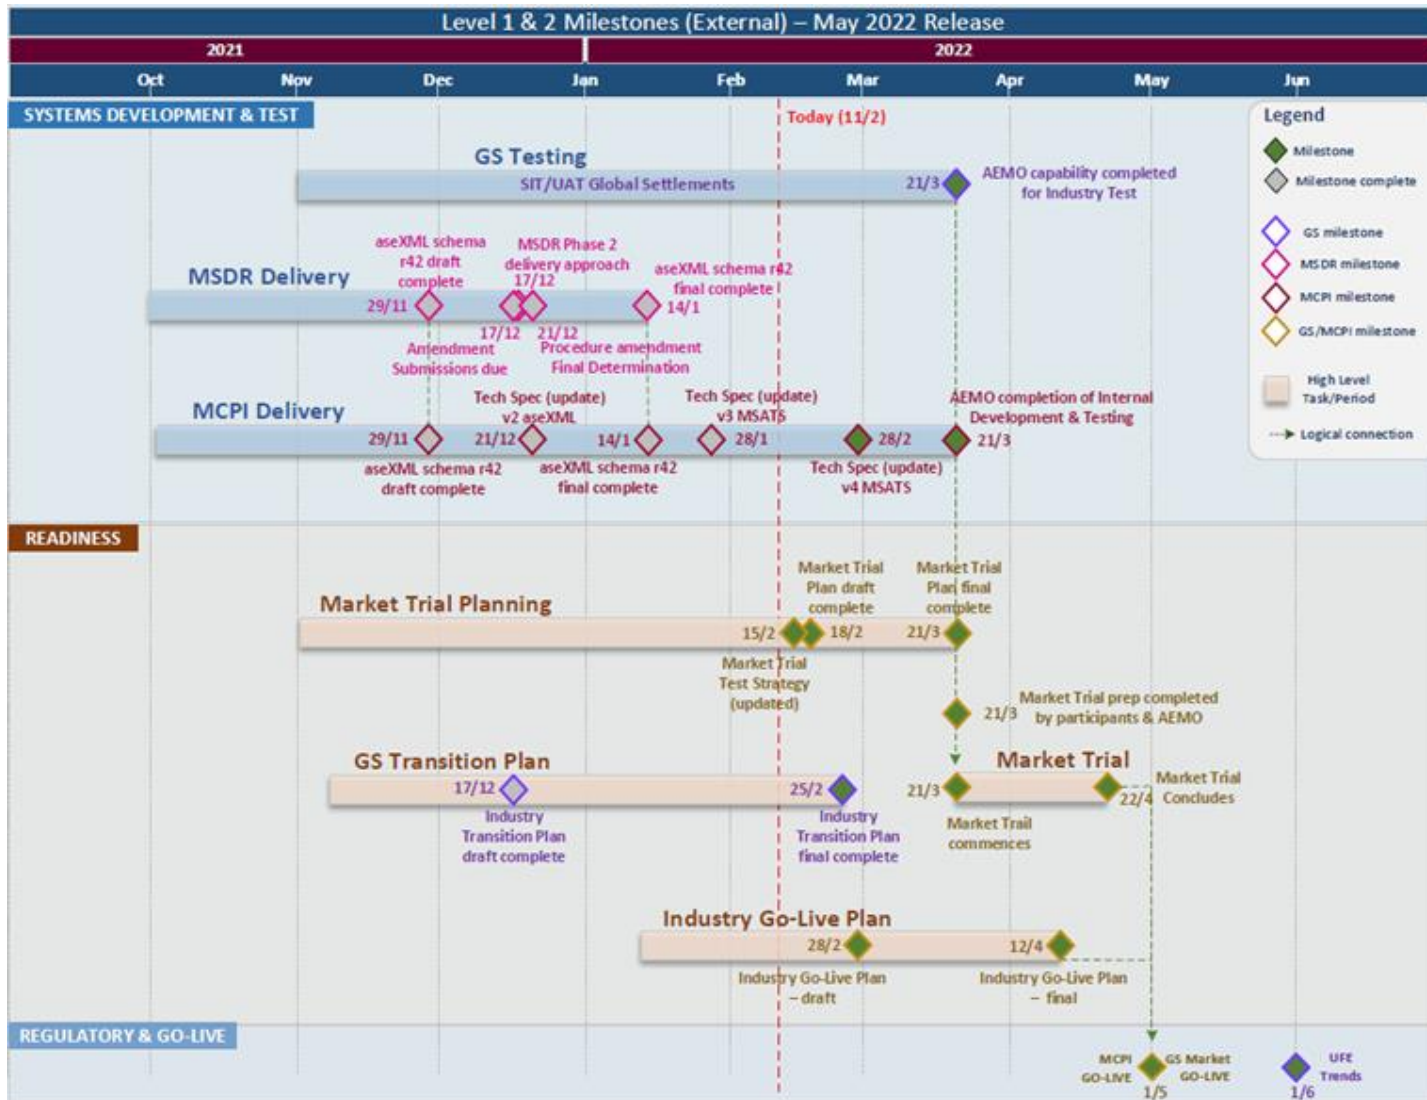 Level 1 & 2 Milestones (External) – May 2022 Release
2021
2022
Oct
Nov
Dec
Jan
Feb
Mar
Apr
May
Jun
SYSTEMS DEVELOPMENT & TEST
Today (11/2)
GS Testing
SIT/UAT Global Settlements
21/3
AEMO capability completed
for Industry Test
MSDR Delivery
aseXML schema
r42 draft
complete
29/11
MSDR Phase 2
delivery approach
17/12
aseXML schema r42
final complete
14/1
17/12
21/12
Amendment
Submissions due
Procedure amendment
Final Determination
MCPI Delivery
Tech Spec (update)
v2 aseXML
Tech Spec (update)
v3 MSATS
AEMO completion of Internal
Development & Testing
29/11
21/12
14/1
28/1
28/2
21/3
aseXML schema r42
draft complete
aseXML schema r42
final complete
Tech Spec (update)
v4 MSATS
READINESS
Market Trial Planning
Market Trial
Plan draft
complete
Market Trial
Plan final
complete
15/2
18/2
21/3
Market Trial
Test Strategy
(updated)
21/3
Market Trial prep completed
by participants & AEMO
GS Transition Plan
17/12
25/2
Industry
Transition Plan
draft complete
Industry
Transition Plan
final complete
Market Trial
21/3
22/4
Market Trial
Concludes
Market Trail
commences
Industry Go-Live Plan
28/2
12/4
Industry Go-Live Plan
– draft
Industry Go-Live Plan
– final
REGULATORY & GO-LIVE
MCPI
GO-LIVE
GS Market
GO-LIVE
1/5
UFE
Trends
1/6
Legend
Milestone
Milestone complete
GS milestone
MSDR milestone
MCPI milestone
GS/MCPI milestone
High Level
Task/Period
Logical connection